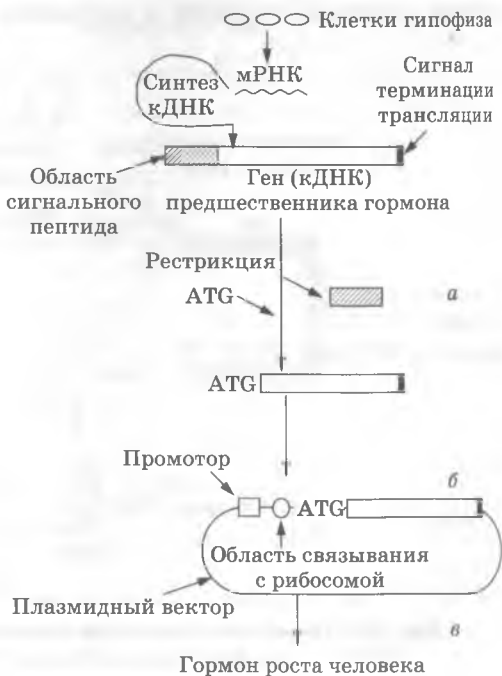 Клетки гипофиза
мРНК
Синтез
кДНК
Сигнал
терминации
трансляции
Область
сигнального
пептида
Ген (кДНК)
предшественника гормона
Рестрикция
ATG
а
ATG
Промотор
б
ATG
Область связывания
с рибосомой
Плазмидный вектор
в
Гормон роста человека